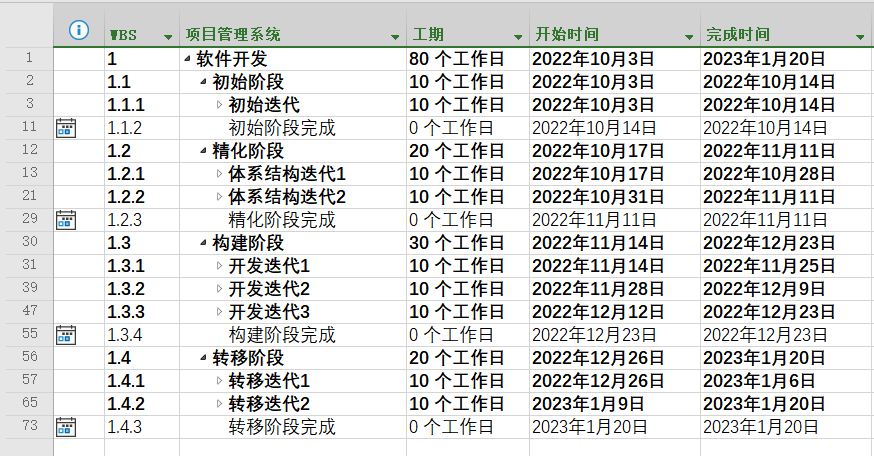 WBS 项目管理系统 工期 开始时间 完成时间
1 1 软件开发 80 个工作日 2022年10月3日 2023年1月20日
2 1.1 初始阶段 10 个工作日 2022年10月3日 2022年10月14日
3 1.1.1 初始迭代 10 个工作日 2022年10月3日 2022年10月14日
11 1.1.2 初始阶段完成 0 个工作日 2022年10月14日 2022年10月14日
12 1.2 精化阶段 20 个工作日 2022年10月17日 2022年11月11日
13 1.2.1 体系结构迭代1 10 个工作日 2022年10月17日 2022年10月28日
21 1.2.2 体系结构迭代2 10 个工作日 2022年10月31日 2022年11月11日
29 1.2.3 精化阶段完成 0 个工作日 2022年11月11日 2022年11月11日
30 1.3 构建阶段 30 个工作日 2022年11月14日 2022年12月23日
31 1.3.1 开发迭代1 10 个工作日 2022年11月14日 2022年11月25日
39 1.3.2 开发迭代2 10 个工作日 2022年11月28日 2022年12月9日
47 1.3.3 开发迭代3 10 个工作日 2022年12月12日 2022年12月23日
55 1.3.4 构建阶段完成 0 个工作日 2022年12月23日 2022年12月23日
56 1.4 转移阶段 20 个工作日 2022年12月26日 2023年1月20日
57 1.4.1 转移迭代1 10 个工作日 2022年12月26日 2023年1月6日
65 1.4.2 转移迭代2 10 个工作日 2023年1月9日 2023年1月20日
73 1.4.3 转移阶段完成 0 个工作日 2023年1月20日 2023年1月20日